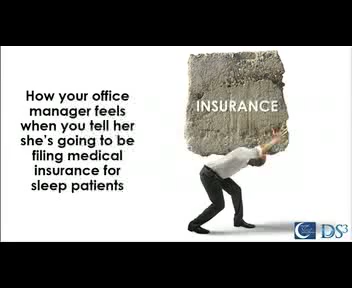 How your office
manager feels
when you tell her
she's going to be
filing medical
insurance for
sleep patients
INSURANCE
DS3